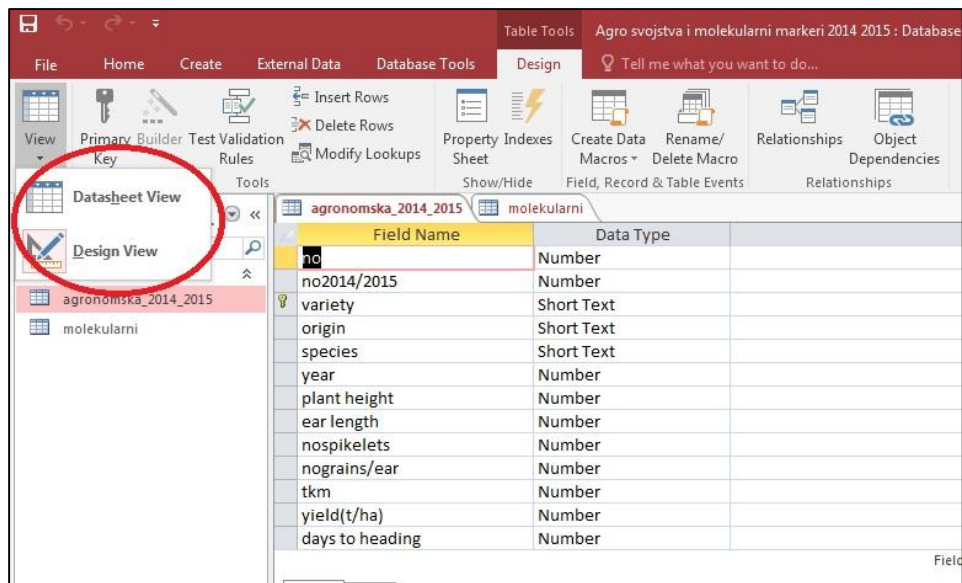 Table Tools
Agro svojstva i molekularni markeri 2014 2015 : Database
File
Home
Create
External Data
Database Tools
Design
Tell me what you want to do...
View
Primary Key
Builder
Test Validation Rules
Insert Rows
Delete Rows
Modify Lookups
Property Sheet
Indexes
Create Data Macros
Rename/ Delete Macro
Relationships
Object Dependencies
Tools
Show/Hide
Field, Record & Table Events
Relationships
Datasheet View
Design View
agronomska_2014_2015
molekularni
agronomska_2014_2015
molekularni
Field Name Data Type
no Number
no2014/2015 Number
variety Short Text
origin Short Text
species Short Text
year Number
plant height Number
ear length Number
nospikelets Number
nograins/ear Number
tkm Number
yield(t/ha) Number
days to heading Number
Field